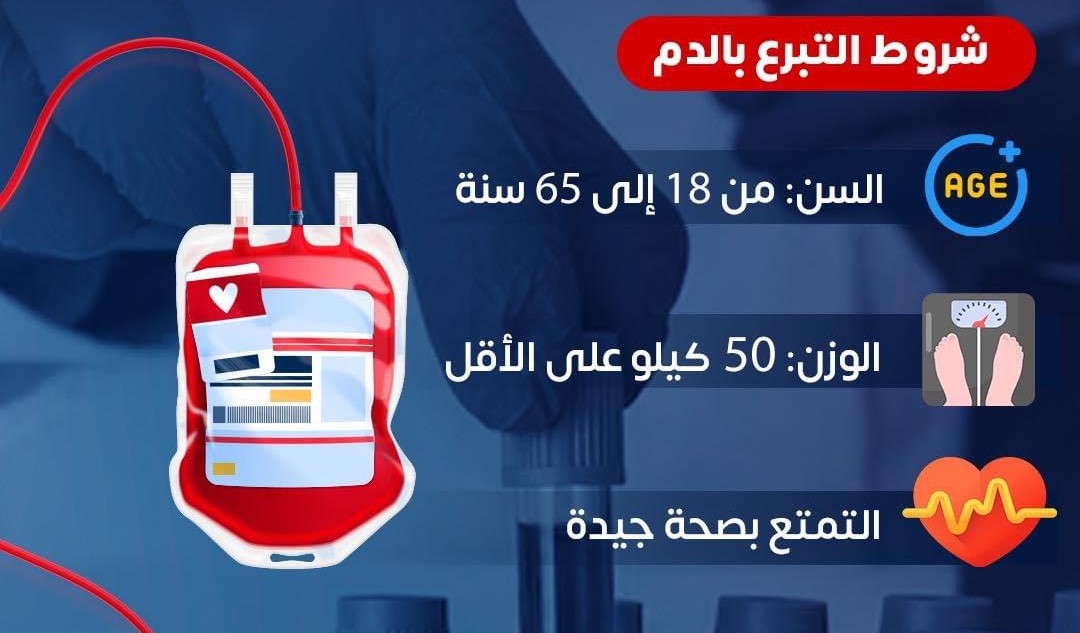 شروط التبرع بالدم
السن: من 18 إلى 65 سنة
AGE
الوزن: 50 كيلو على الأقل
التمتع بصحة جيدة